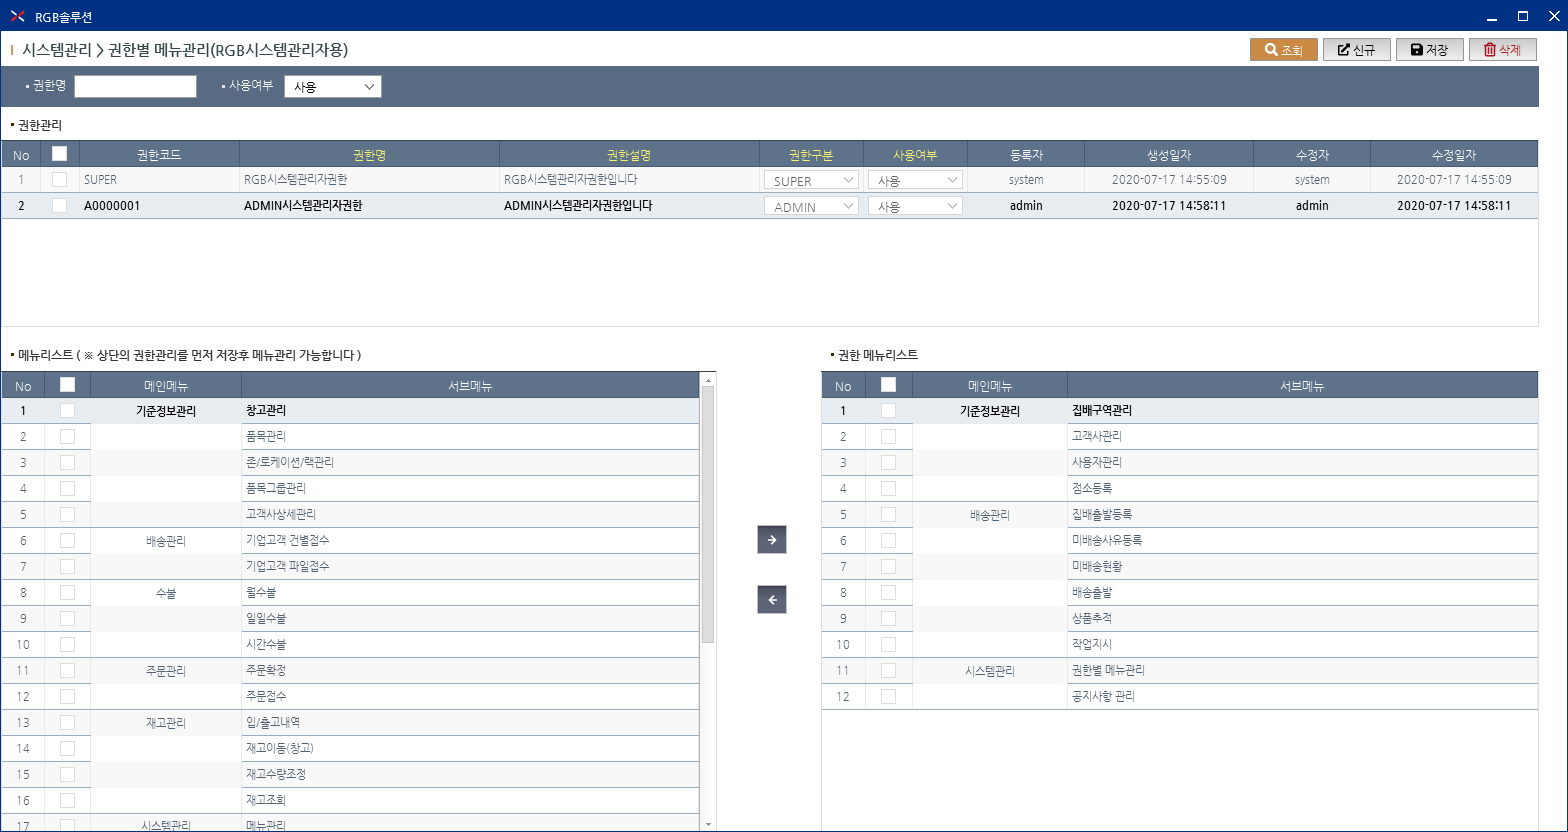 RGB솔루션
시스템관리 > 권한별 메뉴관리(RGB시스템관리자용)
조회 신규 저장 삭제
권한명 사용여부 사용
권한관리
No 권한코드 권한명 권한설명 권한구분 사용여부 등록자 생성일자 수정자 수정일자
1 SUPER RGB시스템관리자권한 RGB시스템관리자권한입니다 SUPER 사용 system 2020-07-17 14:55:09 system 2020-07-17 14:55:09
2 A0000001 ADMIN시스템관리자권한 ADMIN시스템관리자권한입니다 ADMIN 사용 admin 2020-07-17 14:58:11 admin 2020-07-17 14:58:11
메뉴리스트 ( ※ 상단의 권한관리를 먼저 저장후 메뉴관리 가능합니다 )
No 메인메뉴 서브메뉴
1 기준정보관리 창고관리
2 품목관리
3 존/로케이션/랙관리
4 품목그룹관리
5 고객사상세관리
6 배송관리 기업고객 건별접수
7 기업고객 파일접수
8 수불 월수불
9 일일수불
10 시간수불
11 주문관리 주문확정
12 주문접수
13 재고관리 입/출고내역
14 재고이동(창고)
15 재고수량조정
16 재고조회
17 시스템관리 메뉴관리
권한 메뉴리스트
No 메인메뉴 서브메뉴
1 기준정보관리 집배구역관리
2 고객사관리
3 사용자관리
4 점소등록
5 배송관리 집배출발등록
6 미배송사유등록
7 미배송현황
8 배송출발
9 상품추적
10 작업지시
11 시스템관리 권한별 메뉴관리
12 공지사항 관리